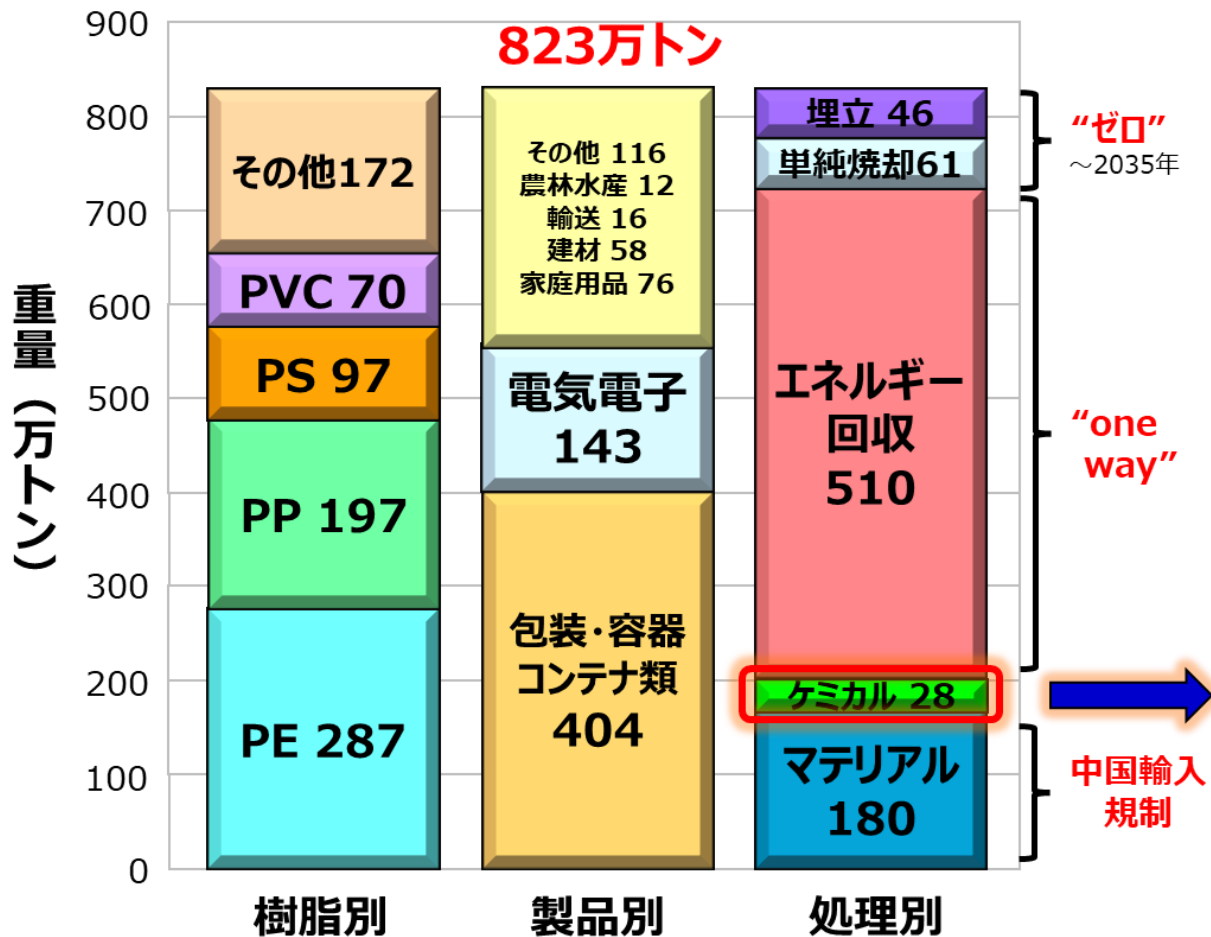 823万トン
重量(万トン)
900
800
700
600
500
400
300
200
100
0
その他172
PVC 70
PS 97
PP 197
PE 287
樹脂別
その他 116
農林水産 12
輸送 16
建材 58
家庭用品 76
電気電子
143
包装・容器
コンテナ類
404
製品別
埋立 46
単純焼却61
エネルギー
回収
510
ケミカル 28
マテリアル
180
処理別
“ゼロ”
～2035年
“one
way”
中国輸入
規制